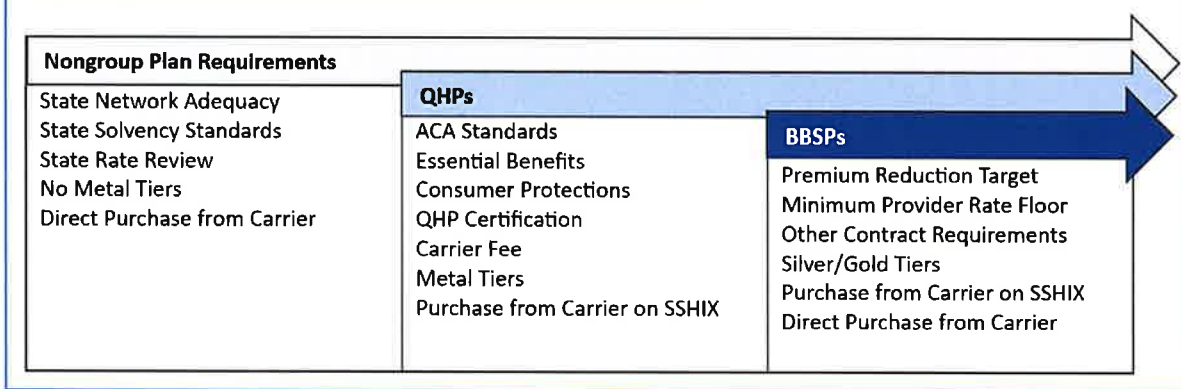 Nongroup Plan Requirements
State Network Adequacy
State Solvency Standards
State Rate Review
No Metal Tiers
Direct Purchase from Carrier
QHPs
ACA Standards
Essential Benefits
Consumer Protections
QHP Certification
Carrier Fee
Metal Tiers
Purchase from Carrier on SSHIX
BBSPs
Premium Reduction Target
Minimum Provider Rate Floor
Other Contract Requirements
Silver/Gold Tiers
Purchase from Carrier on SSHIX
Direct Purchase from Carrier